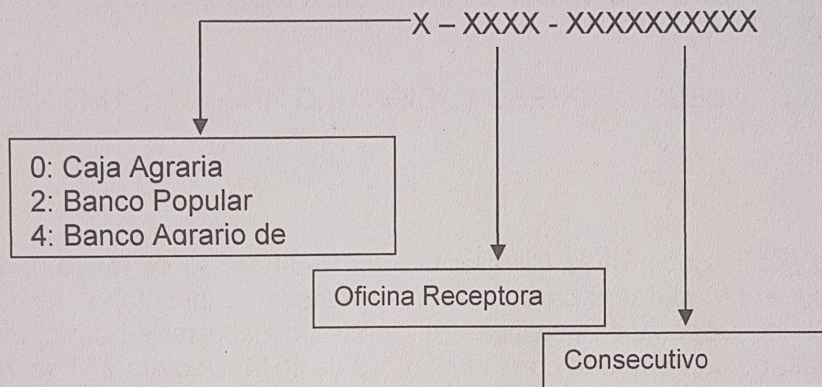 X – XXXX - XXXXXXXXXX
0: Caja Agraria
2: Banco Popular
4: Banco Agrario de
Oficina Receptora
Consecutivo